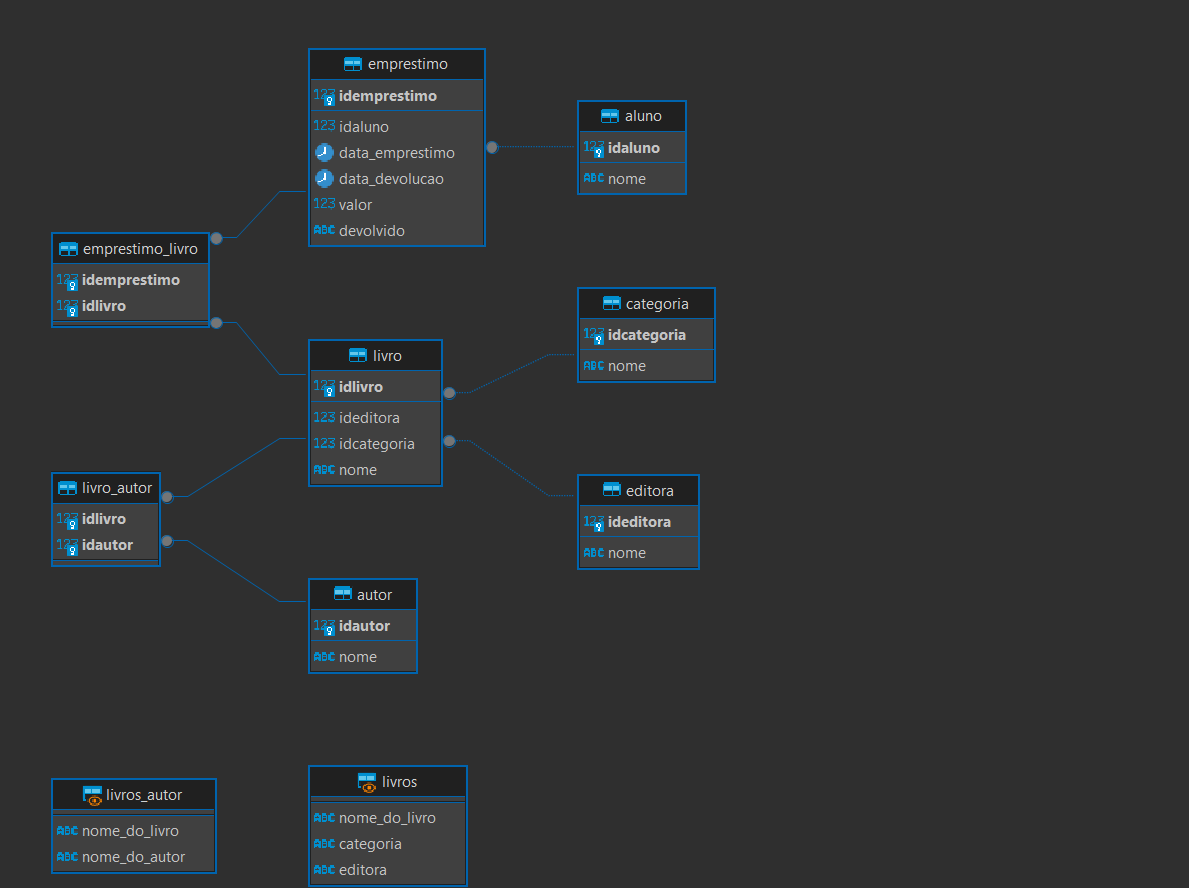 emprestimo
123 idemprestimo
123 idaluno
data_emprestimo
data_devolucao
123 valor
ABC devolvido
aluno
123 idaluno
ABC nome
emprestimo_livro
123 idemprestimo
123 idlivro
categoria
123 idcategoria
ABC nome
livro
123 idlivro
123 ideditora
123 idcategoria
ABC nome
livro_autor
123 idlivro
123 idautor
editora
123 ideditora
ABC nome
autor
123 idautor
ABC nome
livros_autor
ABC nome_do_livro
ABC nome_do_autor
livros
ABC nome_do_livro
ABC categoria
ABC editora